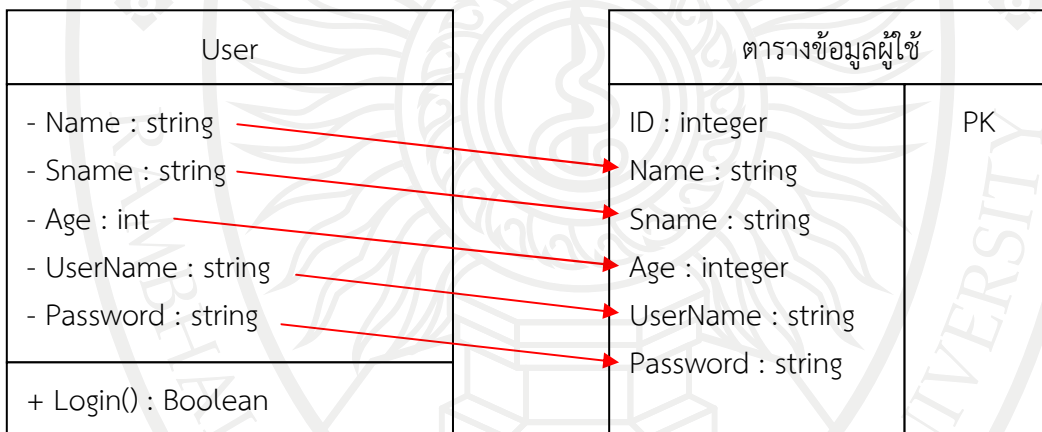 User
- Name : string
- Sname : string
- Age : int
- UserName : string
- Password : string
+ Login() : Boolean
ตารางข้อมูลผู้ใช้
ID : integer PK
Name : string
Sname : string
Age : integer
UserName : string
Password : string